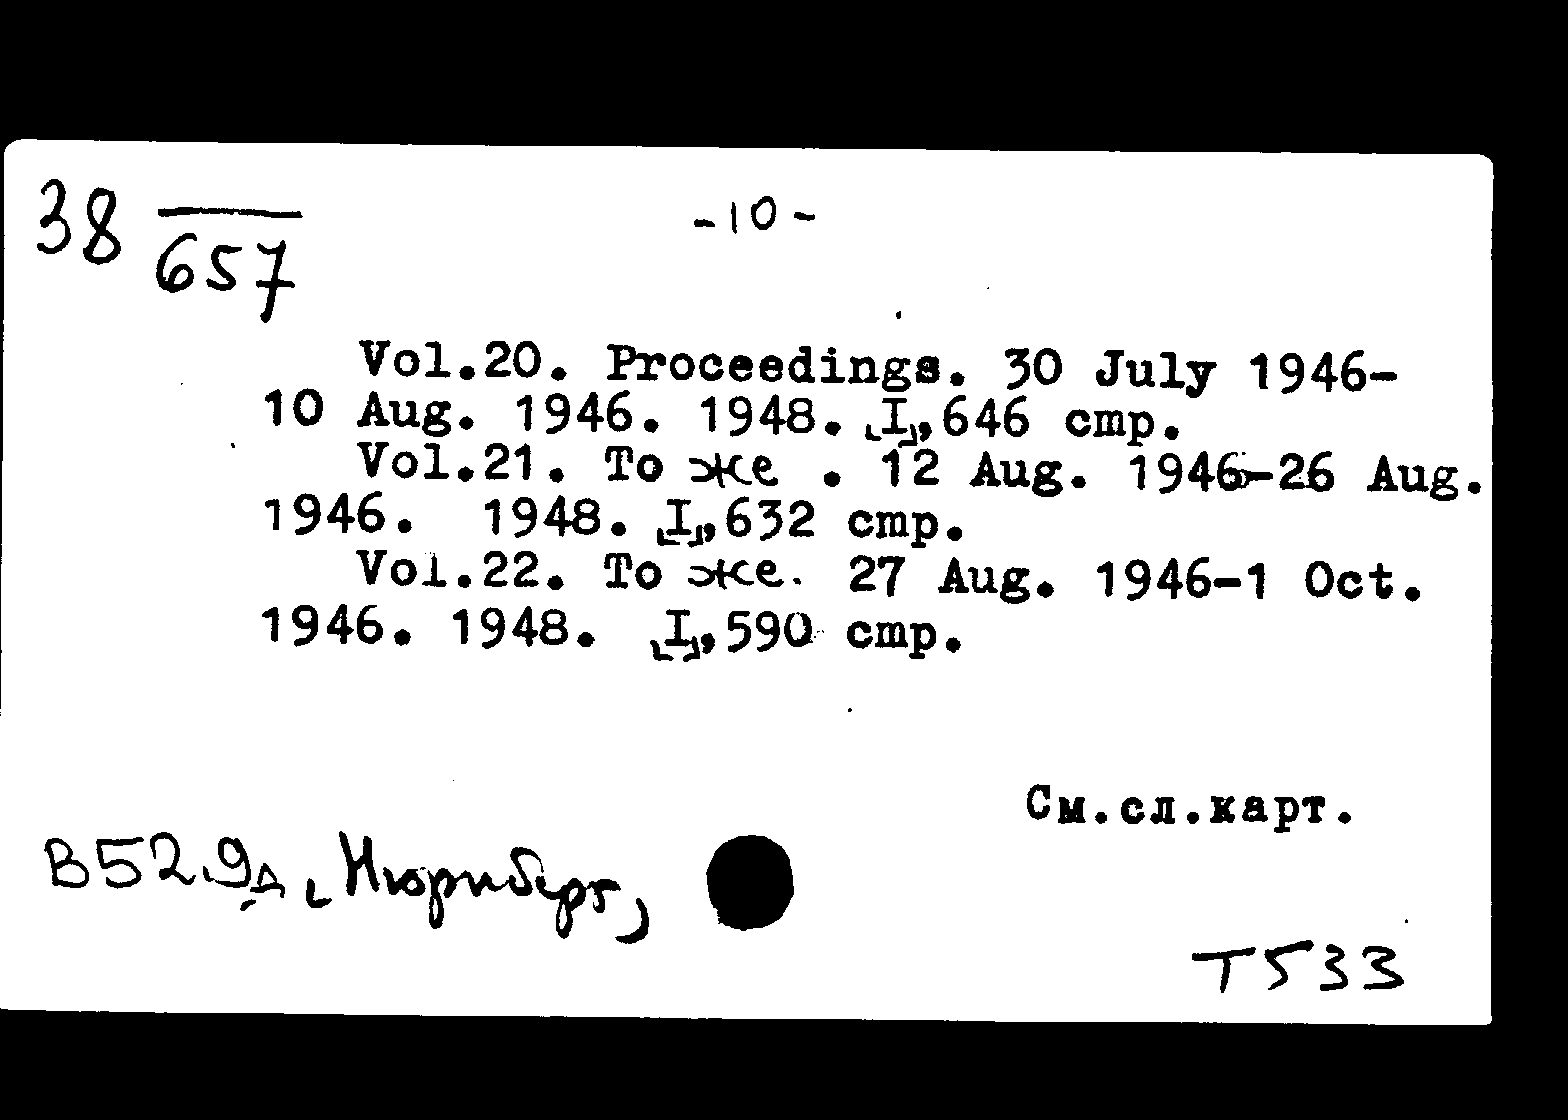 38 657
-10-
Vol.20. Proceedings. 30 July 1946-
10 Aug. 1946. 1948. [I], 646 стр.
Vol.21. То же . 12 Aug. 1946-26 Aug.
1946. 1948. [I], 632 стр.
Vol.22. То же. 27 Aug. 1946-1 Oct.
1946. 1948. [I], 590 стр.
См.сл.карт.
В529д [Нюрнберг]
Т533